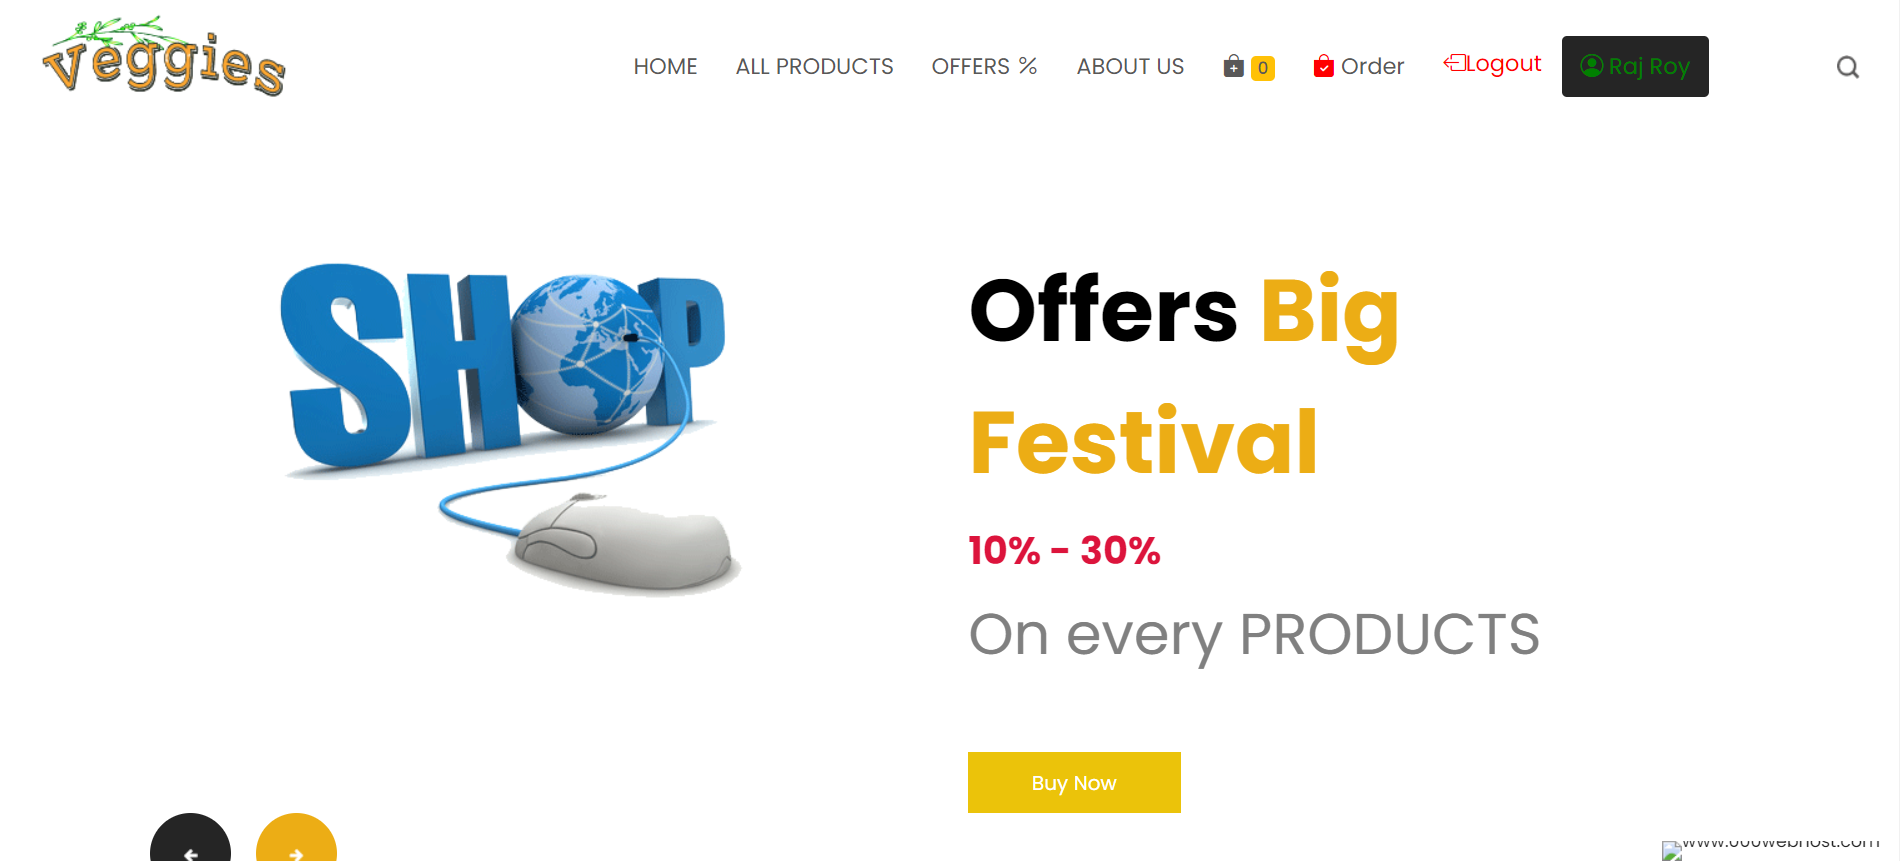 Veggies
HOME ALL PRODUCTS OFFERS % ABOUT US 0 Order Logout Raj Roy
SHOP
Offers Big
Festival
10% - 30%
On every PRODUCTS
Buy Now
www.000webhost.com